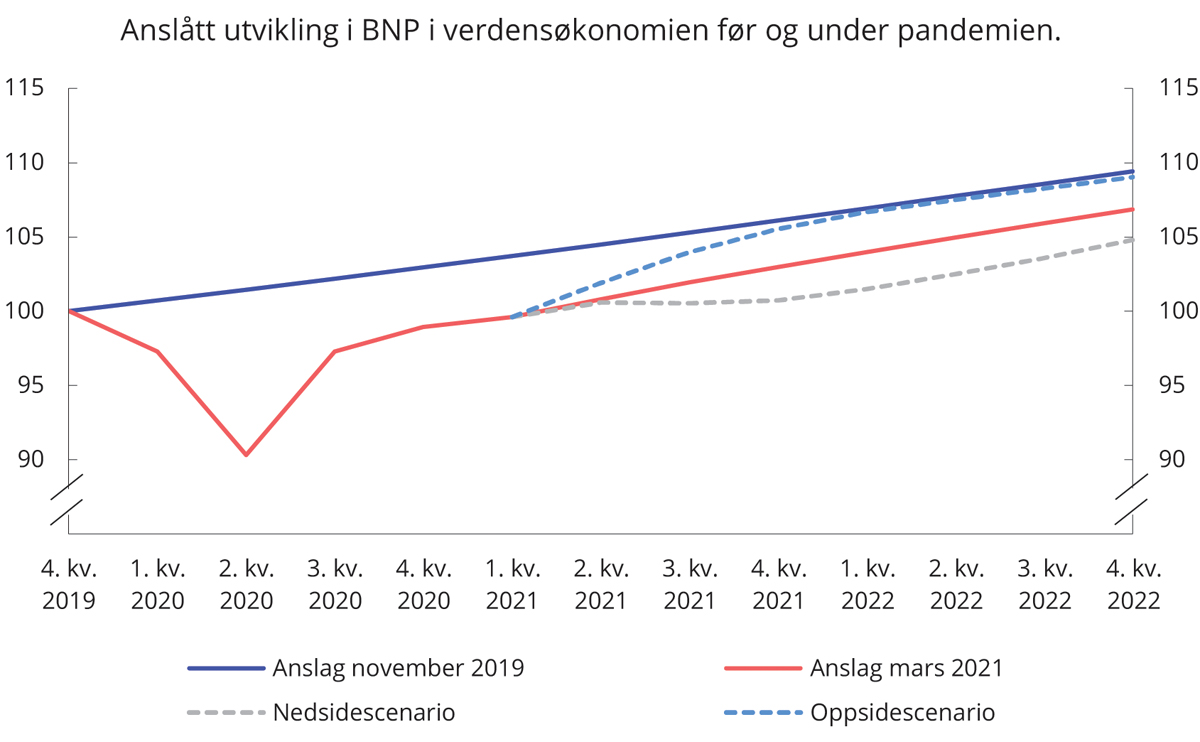 Anslått utvikling i BNP i verdensøkonomien før og under pandemien.
115 115
110 110
105 105
100 100
95 95
90 90
4. kv. 1. kv. 2. kv. 3. kv. 4. kv. 1. kv. 2. kv. 3. kv. 4. kv. 1. kv. 2. kv. 3. kv. 4. kv.
2019 2020 2020 2020 2020 2021 2021 2021 2021 2022 2022 2022 2022
Anslag november 2019 Anslag mars 2021
Nedsidescenario Oppsidescenario